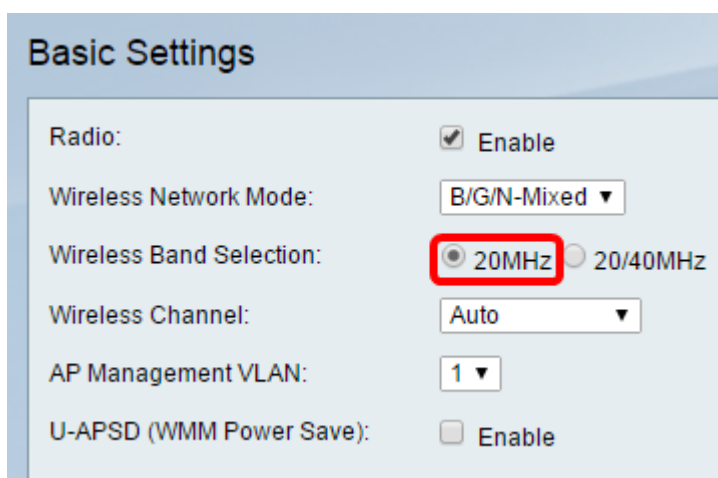 Basic Settings
Radio: Enable
Wireless Network Mode: B/G/N-Mixed
Wireless Band Selection: 20MHz 20/40MHz
Wireless Channel: Auto
AP Management VLAN: 1
U-APSD (WMM Power Save): Enable